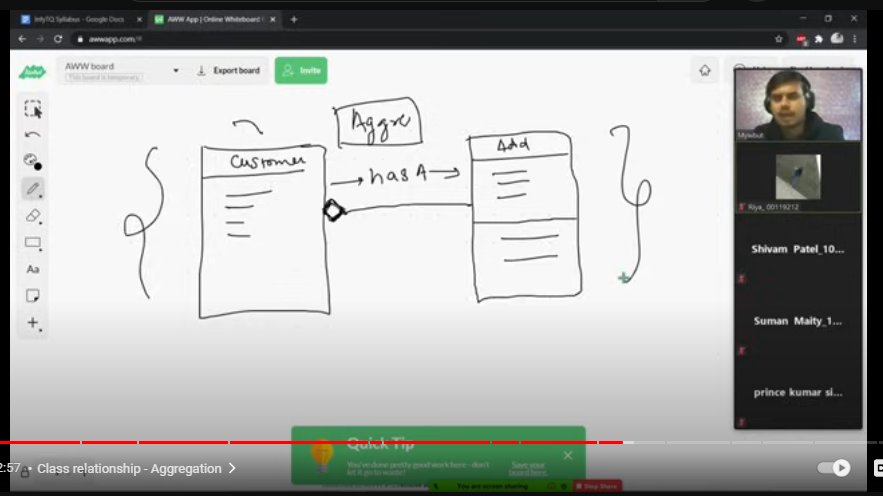 InfyTQ Syllabus - Google Docs
AWW App | Online Whiteboard
awwapp.com/#
AWW board
This board is temporary
Export board
Invite
Aggre
Customer
has A
Add
Aa
Mywbut
Riya_00119212
Shivam Patel_10...
Suman Maity_1...
prince kumar si...
Quick Tip
You've done pretty good work here - don't
let it go to waste!
Save your
board here.
You are screen sharing
Stop Share
2:57 • Class relationship - Aggregation